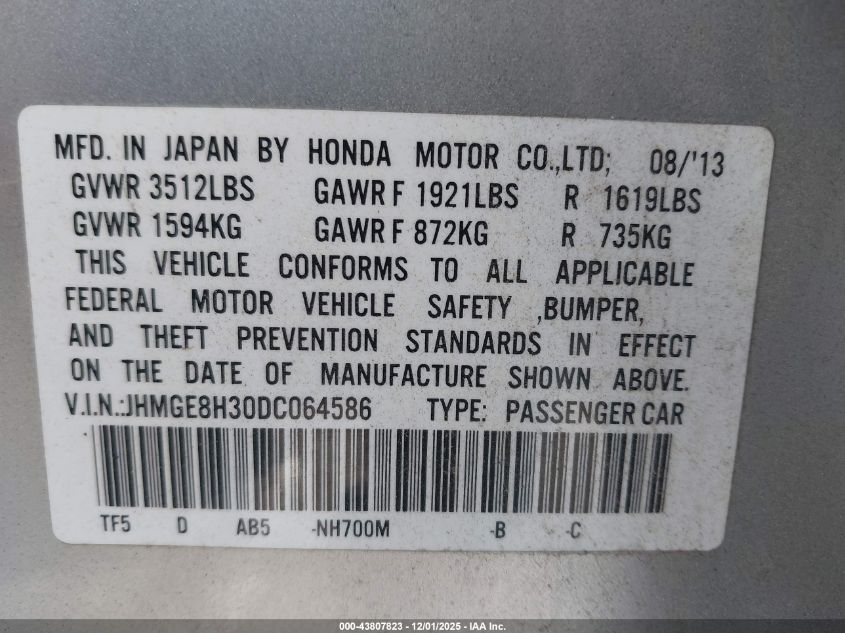 MFD. IN JAPAN BY HONDA MOTOR CO.,LTD; 08/'13
GVWR 3512LBS GAWR F 1921LBS R 1619LBS
GVWR 1594KG GAWR F 872KG R 735KG
THIS VEHICLE CONFORMS TO ALL APPLICABLE
FEDERAL MOTOR VEHICLE SAFETY ,BUMPER,
AND THEFT PREVENTION STANDARDS IN EFFECT
ON THE DATE OF MANUFACTURE SHOWN ABOVE.
V.I.N.:JHMGE8H30DC064586 TYPE: PASSENGER CAR
TF5 D AB5 -NH700M -B -C
000-43807823 - 12/01/2025 - IAA Inc.